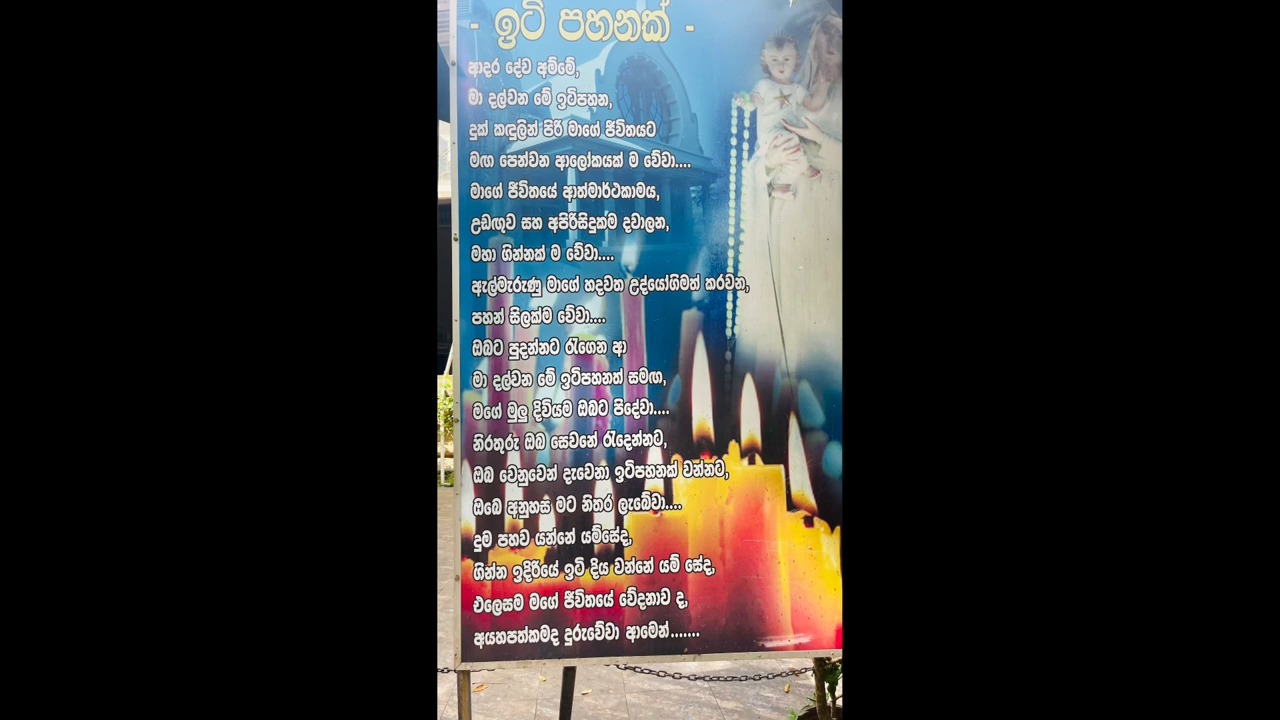 - ඉටි පහනක් -
ආදර දේව අම්මේ,
මා දල්වන මේ ඉටිපහන,
දුක් කඳුලින් පිරි මාගේ ජීවිතයට
මඟ පෙන්වන ආලෝකයක් ම වේවා....
මාගේ ජීවිතයේ ආත්මාර්ථකාමය,
උඩඟුව සහ අපිරිසිදුකම දවාලන,
මහා ගින්නක් ම වේවා....
ඇල්මැරුණු මාගේ හදවත උද්යෝගිමත් කරවන,
පහන් සිලක්ම වේවා....
ඔබට පුදන්නට රැගෙන ආ
මා දල්වන මේ ඉටිපහනත් සමඟ,
මගේ මුලු දිවියම ඔබට පිදේවා....
නිරතුරු ඔබ සෙවනේ රැදෙන්නට,
ඔබ වෙනුවෙන් දැවෙනා ඉටිපහනක් වන්නට,
ඔබේ අනුහස මට නිතර ලැබේවා....
දුම පහව යන්නේ යම්සේද,
ගින්න ඉදිරියේ ඉටි දිය වන්නේ යම් සේද,
එලෙසම මගේ ජීවිතයේ වේදනාව ද,
අයහපත්කමද දුරුවේවා ආමෙන්.......